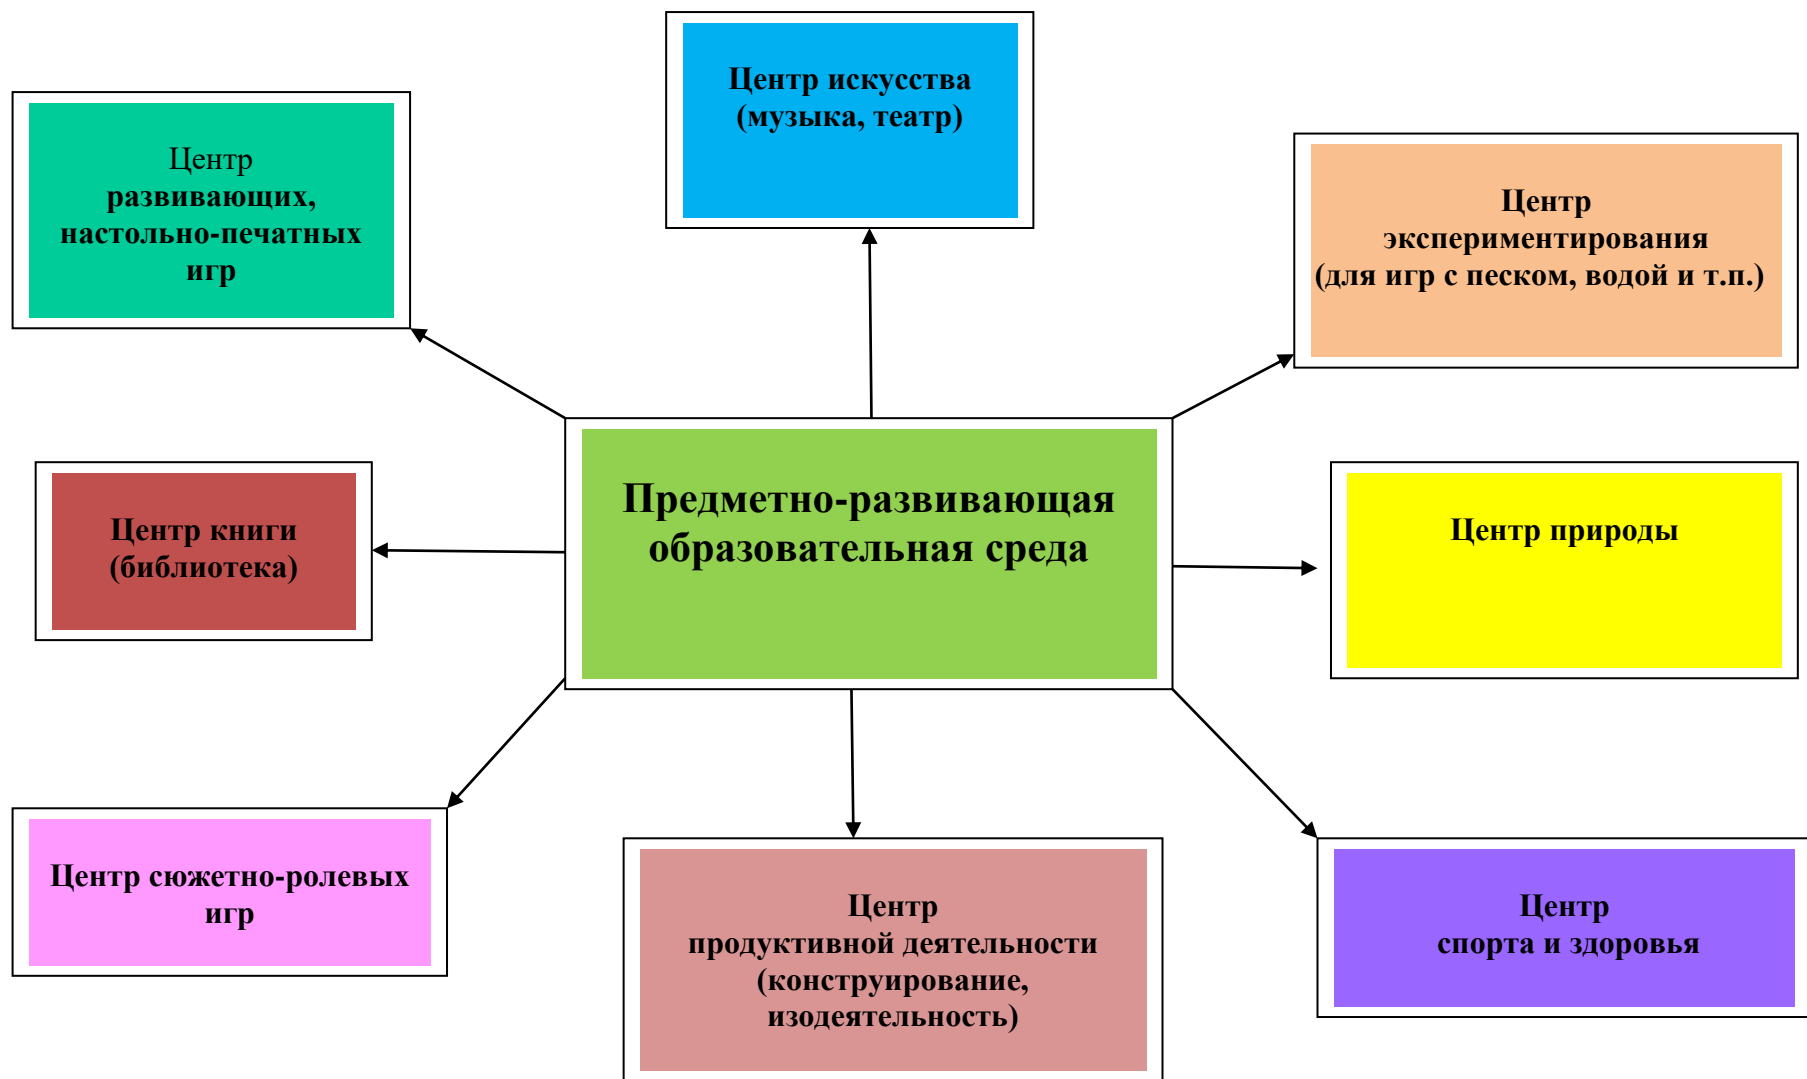 Центр искусства
(музыка, театр)
Центр
развивающих,
настольно-печатных
игр
Центр
экспериментирования
(для игр с песком, водой и т.п.)
Предметно-развивающая
образовательная среда
Центр книги
(библиотека)
Центр природы
Центр сюжетно-ролевых
игр
Центр
продуктивной деятельности
(конструирование,
изодеятельность)
Центр
спорта и здоровья